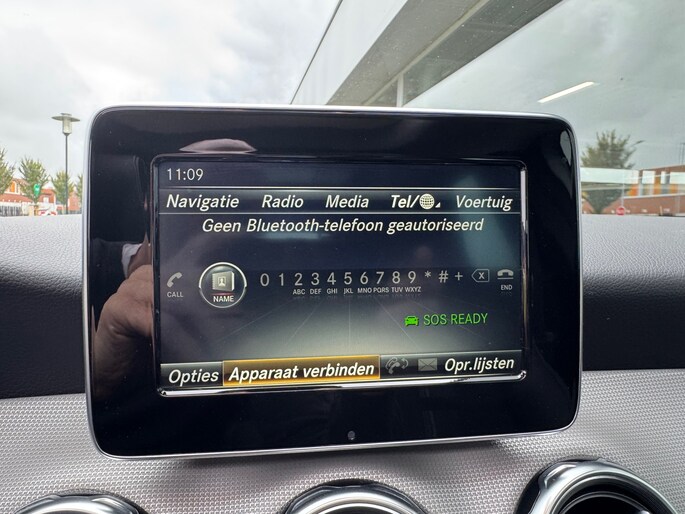 11:09
Navigatie Radio Media Tel/ Voertuig
Geen Bluetooth-telefoon geautoriseerd
0 1 2 3 4 5 6 7 8 9 * # +
ABC DEF GHI JKL MNO PQRS TUV WXYZ
CALL NAME END
SOS READY
Opties Apparaat verbinden Opr.lijsten